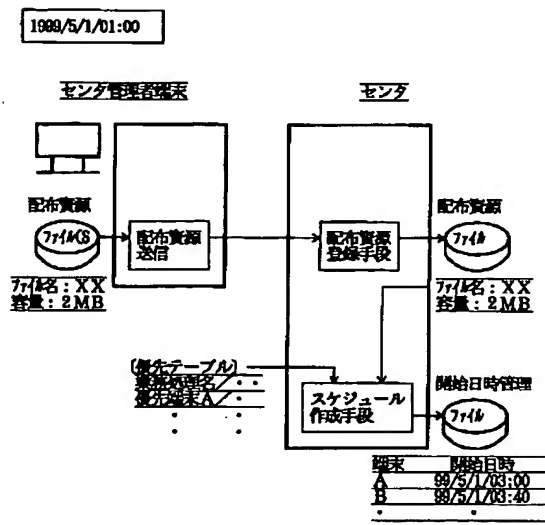 1999/5/1/01:00
センタ管理者端末
センタ
配布資源
ファイル(S
配布資源
送信
配布資源
登録手段
配布資源
ファイル
ファイル名:XX
容量:2MB
ファイル名:XX
容量:2MB
〔優先テーブル〕
業務処理名/・・
優先端末A/・
・ ・
・ ・
スケジュール
作成手段
開始日時管理
ファイル
端末 開始日時
A 99/5/1/03:00
B 99/5/1/03:40
・ ・